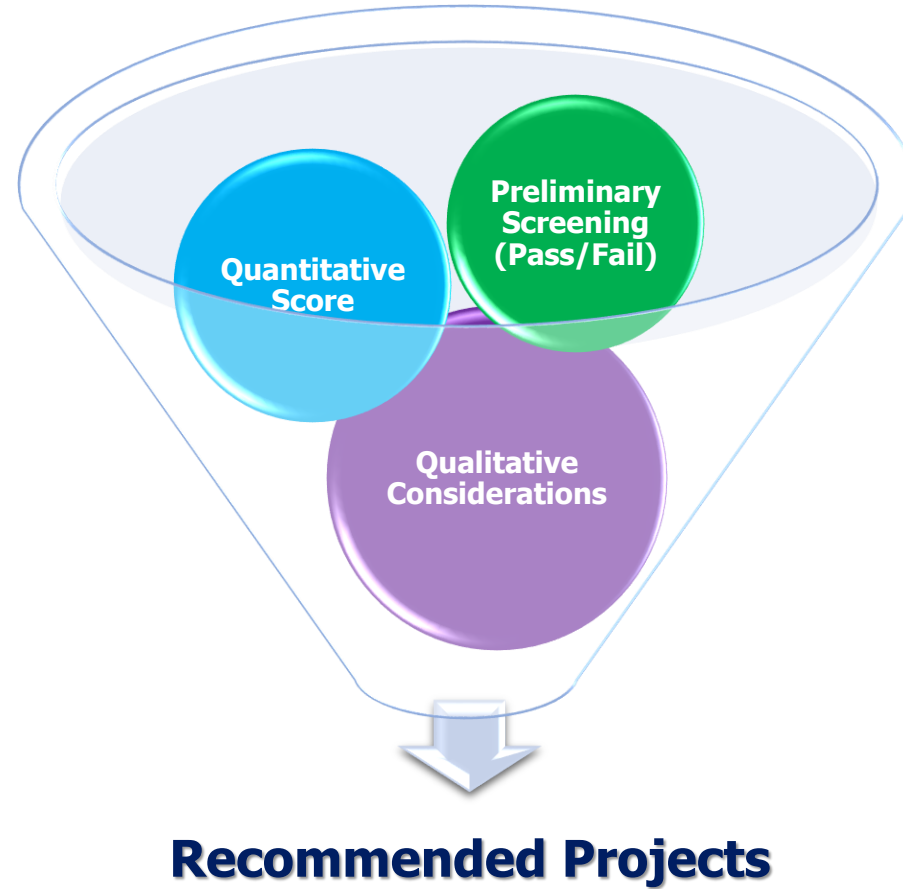 Preliminary
Screening
(Pass/Fail)
Quantitative
Score
Qualitative
Considerations
Recommended Projects